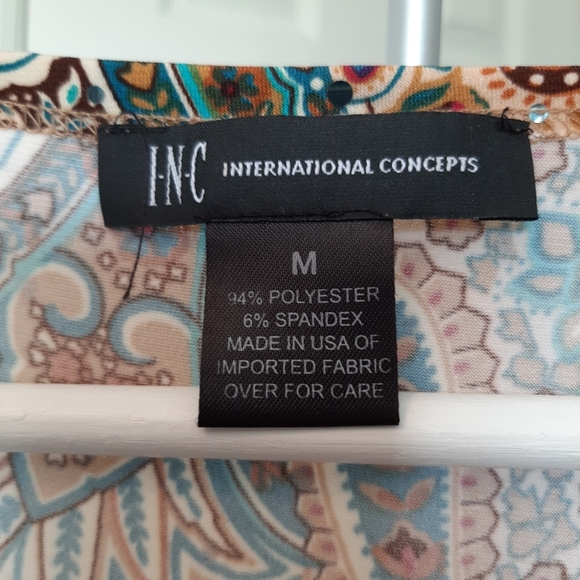 I-N-C INTERNATIONAL CONCEPTS
M
94% POLYESTER
6% SPANDEX
MADE IN USA OF
IMPORTED FABRIC
OVER FOR CARE